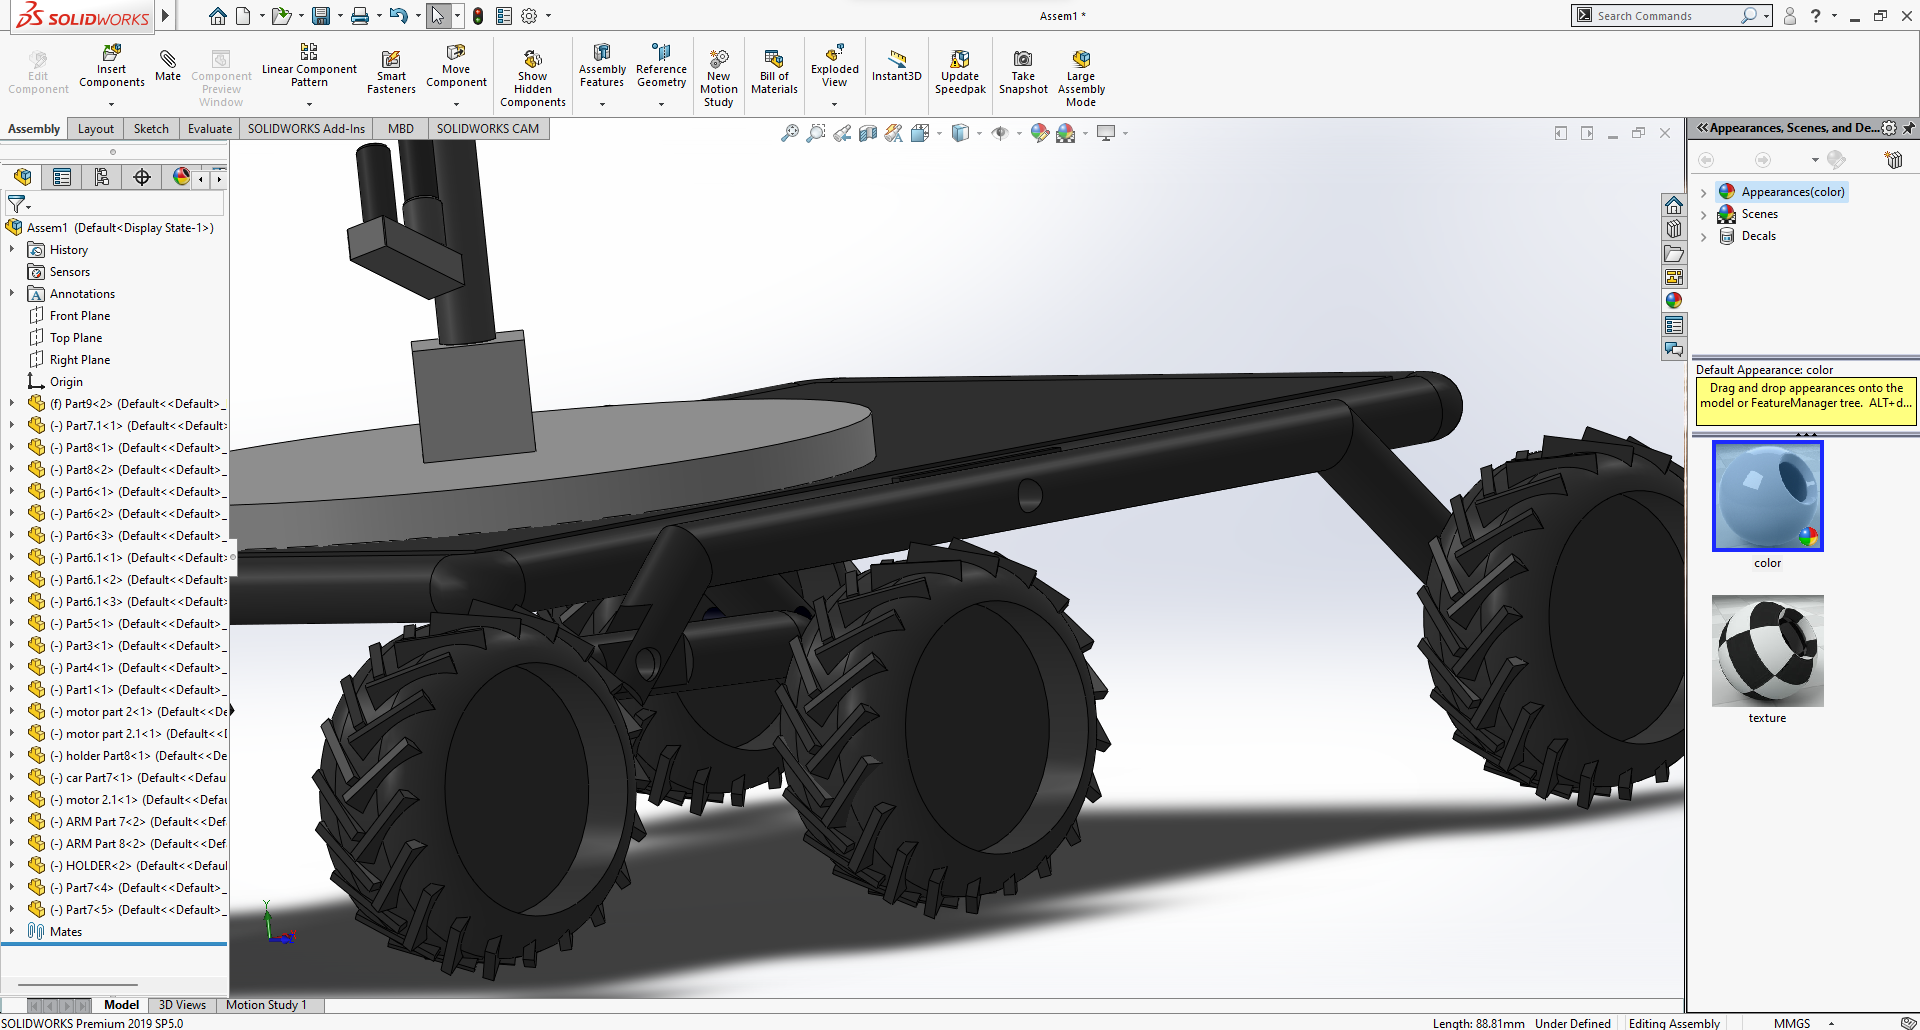 SOLIDWORKS
Assem1 *
Search Commands
Edit
Component
Insert
Components
Mate
Component
Preview
Window
Linear Component
Pattern
Smart
Fasteners
Move
Component
Show
Hidden
Components
Assembly
Features
Reference
Geometry
New
Motion
Study
Bill of
Materials
Exploded
View
Instant3D
Update
Speedpak
Take
Snapshot
Large
Assembly
Mode
Assembly
Layout
Sketch
Evaluate
SOLIDWORKS Add-Ins
MBD
SOLIDWORKS CAM
Assem1 (Default<Display State-1>)
History
Sensors
Annotations
Front Plane
Top Plane
Right Plane
Origin
(f) Part9<2> (Default<<Default>_
(-) Part7.1<1> (Default<<Default>
(-) Part8<1> (Default<<Default>_
(-) Part8<2> (Default<<Default>_
(-) Part6<1> (Default<<Default>_
(-) Part6<2> (Default<<Default>_
(-) Part6<3> (Default<<Default>_
(-) Part6.1<1> (Default<<Default>
(-) Part6.1<2> (Default<<Default>
(-) Part6.1<3> (Default<<Default>
(-) Part5<1> (Default<<Default>_
(-) Part3<1> (Default<<Default>_
(-) Part4<1> (Default<<Default>_
(-) Part1<1> (Default<<Default>_
(-) motor part 2<1> (Default<<De
(-) motor part 2.1<1> (Default<<
(-) holder Part8<1> (Default<<De
(-) car Part7<1> (Default<<Defau
(-) motor 2.1<1> (Default<<Defau
(-) ARM Part 7<2> (Default<<Def
(-) ARM Part 8<2> (Default<<Def
(-) HOLDER<2> (Default<<Defaul
(-) Part7<4> (Default<<Default>_
(-) Part7<5> (Default<<Default>_
Mates
Y
Appearances, Scenes, and De...
Appearances(color)
Scenes
Decals
Default Appearance: color
Drag and drop appearances onto the
model or FeatureManager tree. ALT+d...
color
texture
Model
3D Views
Motion Study 1
SOLIDWORKS Premium 2019 SP5.0
Length: 88.81mm
Under Defined
Editing Assembly
MMGS